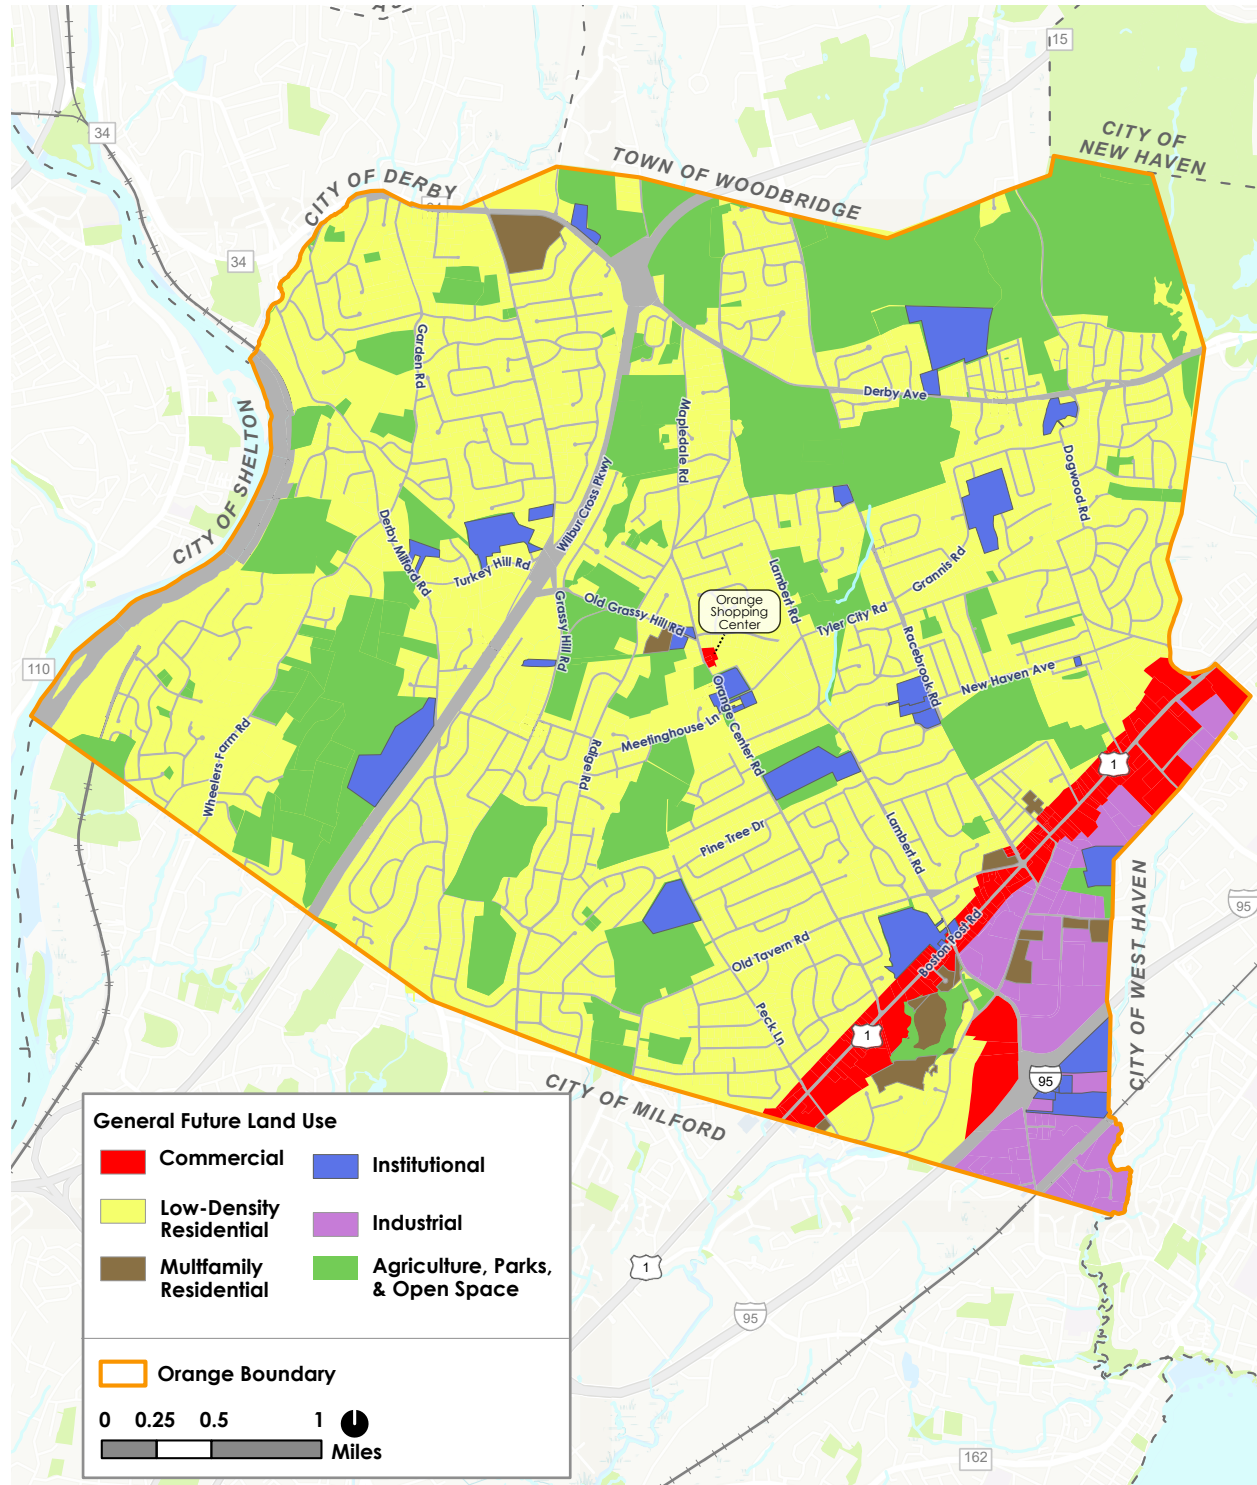 15
34
CITY OF
NEW HAVEN
TOWN OF WOODBRIDGE
CITY OF DERBY
34
Garden Rd
Derby Ave
Mapledale Rd
CITY OF SHELTON
Dogwood Rd
Wilbur Cross Pkwy
Derby Milford Rd
Turkey Hill Rd
Grannis Rd
Lambert Rd
Grassy Hill Rd
Old Grassy Hill Rd
Orange
Shopping
Center
Tyler City Rd
Racebrook Rd
110
New Haven Ave
Orange Center Rd
Meetinghouse Ln
Wheelers Farm Rd
Rdige Rd
1
Pine Tree Dr
Lambert Rd
95
CITY OF WEST HAVEN
Boston Post Rd
Old Tavern Rd
Peck Ln
1
95
CITY OF MILFORD
General Future Land Use
Commercial
Institutional
Low-Density
Residential
Industrial
Multfamily
Residential
Agriculture, Parks,
& Open Space
1
95
Orange Boundary
0 0.25 0.5 1
Miles
162